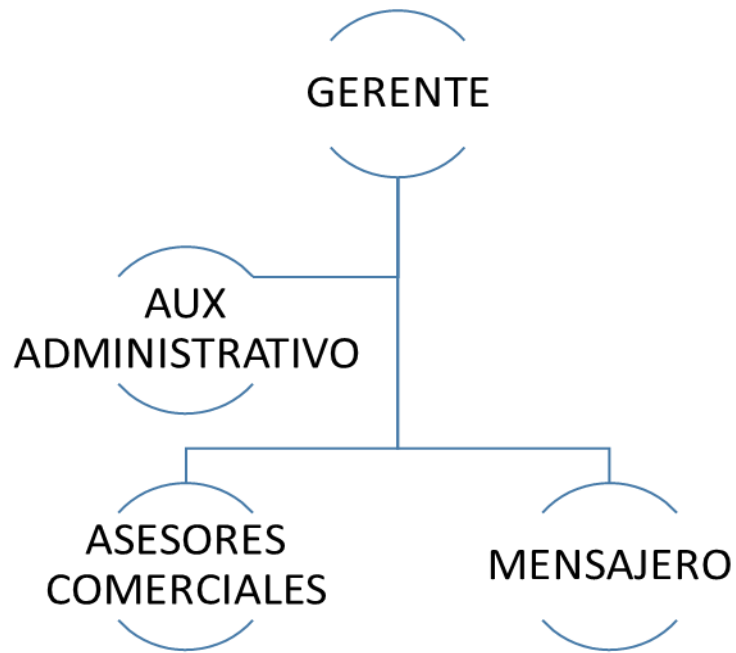 GERENTE
AUX
ADMINISTRATIVO
ASESORES
COMERCIALES
MENSAJERO